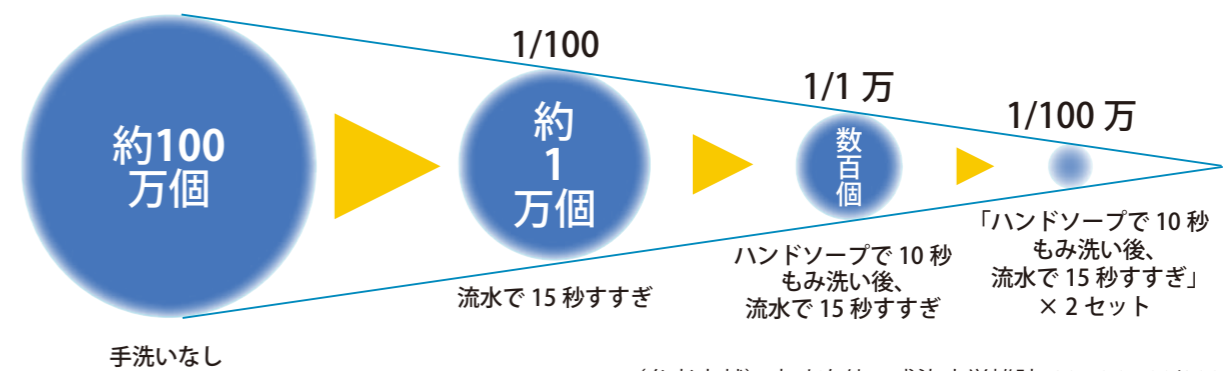 約100
万個
手洗いなし
1/100
約
1
万個
流水で 15 秒すすぎ
1/1 万
数百個
ハンドソープで 10 秒
もみ洗い後、
流水で 15 秒すすぎ
1/100 万
「ハンドソープで 10 秒
もみ洗い後、
流水で 15 秒すすぎ」
× 2 セット